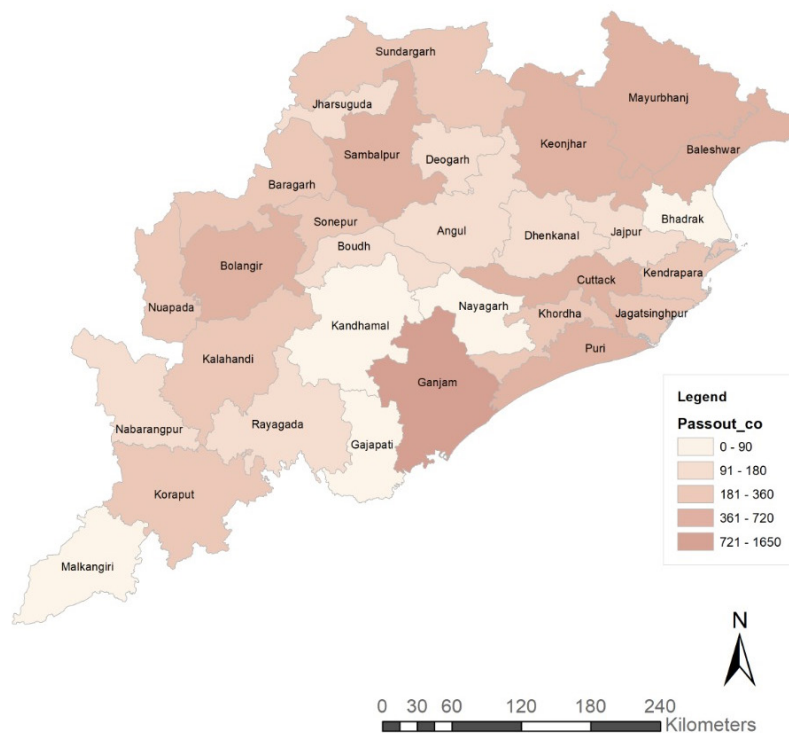 Sundargarh
Mayurbhanj
Jharsuguda
Keonjhar
Sambalpur
Baleshwar
Deogarh
Baragarh
Bhadrak
Sonepur
Angul
Dhenkanal
Jajpur
Boudh
Bolangir
Kendrapara
Cuttack
Nuapada
Nayagarh
Kandhamal
Khordha
Jagatsinghpur
Kalahandi
Puri
Ganjam
Nabarangpur
Rayagada
Gajapati
Koraput
Malkangiri
Legend
Passout_co
0 - 90
91 - 180
181 - 360
361 - 720
721 - 1650
N
0 30 60 120 180 240
Kilometers